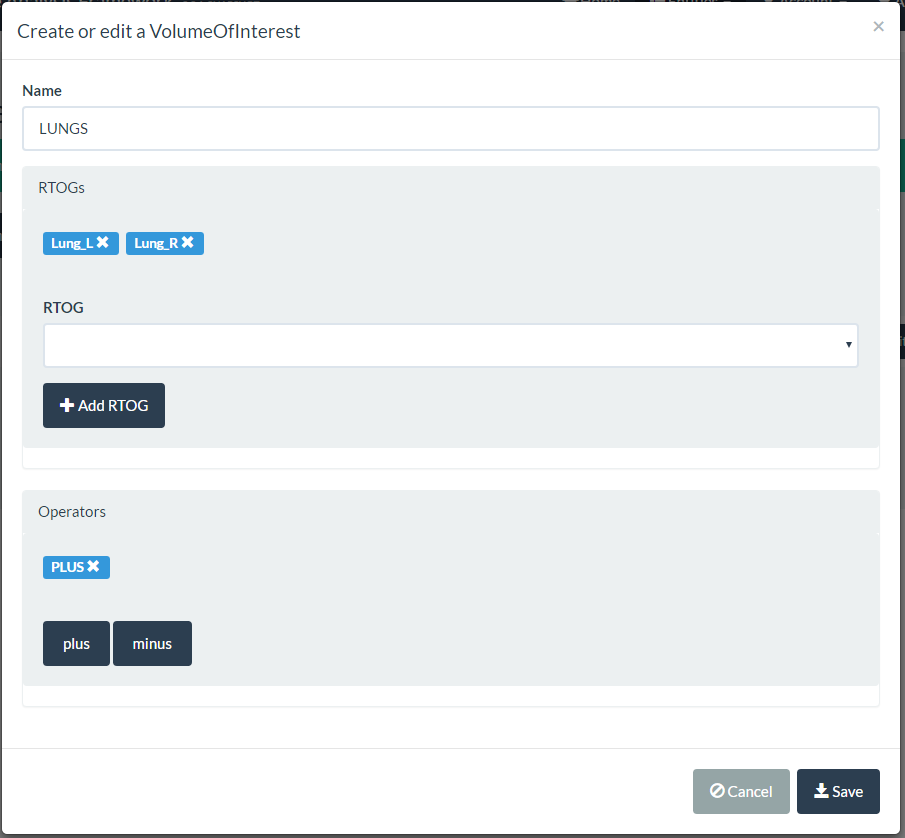 Create or edit a VolumeOfInterest
Name
LUNGS
RTOGs
Lung_L Lung_R
RTOG
Add RTOG
Operators
PLUS
plus minus
Cancel Save